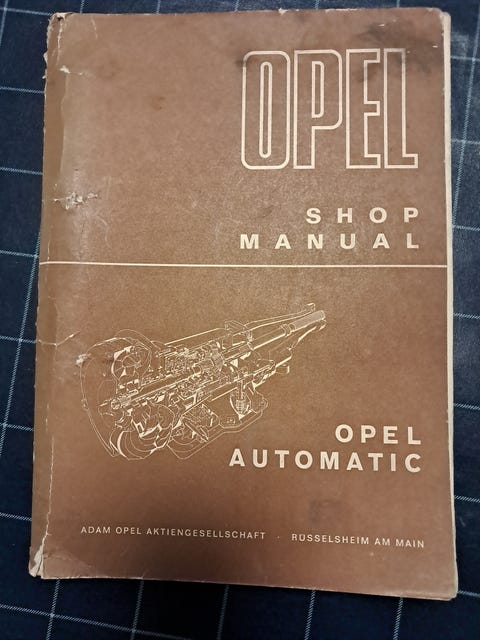 OPEL
SHOP
MANUAL
OPEL
AUTOMATIC
ADAM OPEL AKTIENGESELLSCHAFT · RÜSSELSHEIM AM MAIN